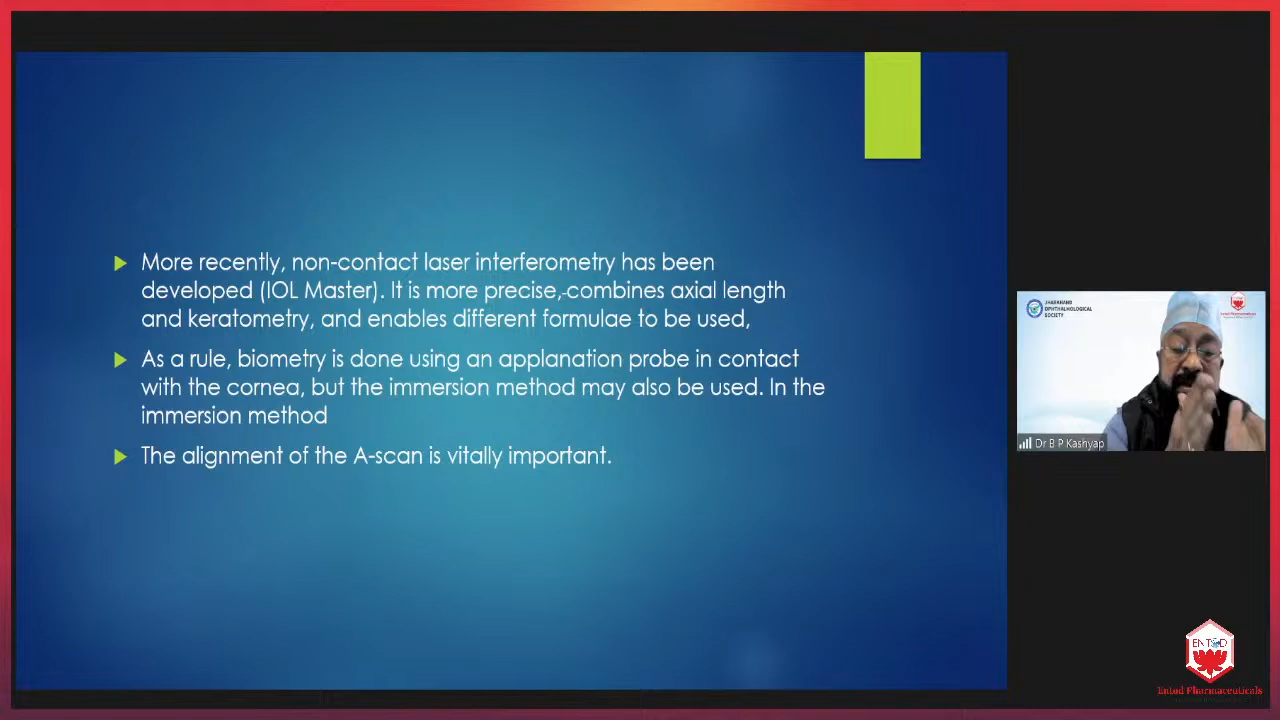 More recently, non-contact laser interferometry has been
developed (IOL Master). It is more precise,-combines axial length
and keratometry, and enables different formulae to be used,
As a rule, biometry is done using an applanation probe in contact
with the cornea, but the immersion method may also be used. In the
immersion method
The alignment of the A-scan is vitally important.
JHARKHAND
OPHTHALMOLOGICAL
SOCIETY
Entod Pharmaceuticals
Dr B P Kashyap
ENTOD
Entod Pharmaceuticals